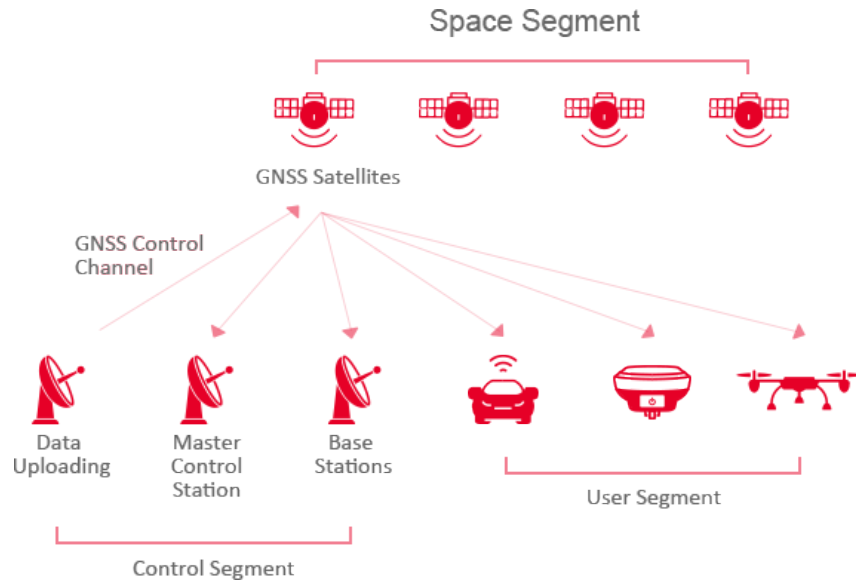 Space Segment
GNSS Satellites
GNSS Control
Channel
Data
Uploading
Master
Control
Station
Base
Stations
User Segment
Control Segment